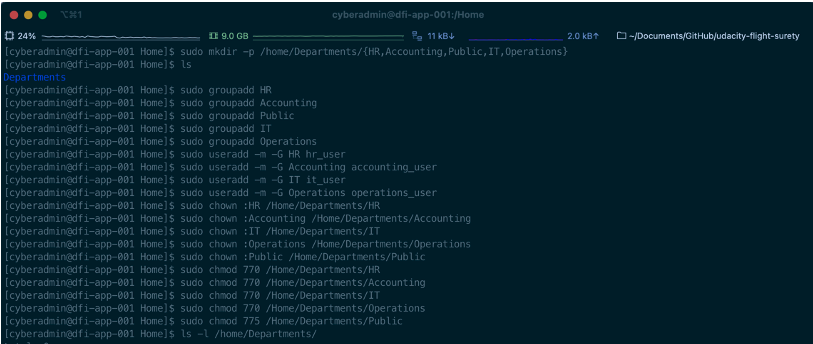 ⌥⌘1
cyberadmin@dfi-app-001:/Home
24% 9.0 GB 11 kB↓ 2.0 kB↑ ~/Documents/GitHub/udacity-flight-surety
[cyberadmin@dfi-app-001 Home]$ sudo mkdir -p /home/Departments/{HR,Accounting,Public,IT,Operations}
[cyberadmin@dfi-app-001 Home]$ ls
Departments
[cyberadmin@dfi-app-001 Home]$ sudo groupadd HR
[cyberadmin@dfi-app-001 Home]$ sudo groupadd Accounting
[cyberadmin@dfi-app-001 Home]$ sudo groupadd Public
[cyberadmin@dfi-app-001 Home]$ sudo groupadd IT
[cyberadmin@dfi-app-001 Home]$ sudo groupadd Operations
[cyberadmin@dfi-app-001 Home]$ sudo useradd -m -G HR hr_user
[cyberadmin@dfi-app-001 Home]$ sudo useradd -m -G Accounting accounting_user
[cyberadmin@dfi-app-001 Home]$ sudo useradd -m -G IT it_user
[cyberadmin@dfi-app-001 Home]$ sudo useradd -m -G Operations operations_user
[cyberadmin@dfi-app-001 Home]$ sudo chown :HR /Home/Departments/HR
[cyberadmin@dfi-app-001 Home]$ sudo chown :Accounting /Home/Departments/Accounting
[cyberadmin@dfi-app-001 Home]$ sudo chown :IT /Home/Departments/IT
[cyberadmin@dfi-app-001 Home]$ sudo chown :Operations /Home/Departments/Operations
[cyberadmin@dfi-app-001 Home]$ sudo chown :Public /Home/Departments/Public
[cyberadmin@dfi-app-001 Home]$ sudo chmod 770 /Home/Departments/HR
[cyberadmin@dfi-app-001 Home]$ sudo chmod 770 /Home/Departments/Accounting
[cyberadmin@dfi-app-001 Home]$ sudo chmod 770 /Home/Departments/IT
[cyberadmin@dfi-app-001 Home]$ sudo chmod 770 /Home/Departments/Operations
[cyberadmin@dfi-app-001 Home]$ sudo chmod 775 /Home/Departments/Public
[cyberadmin@dfi-app-001 Home]$ ls -l /home/Departments/